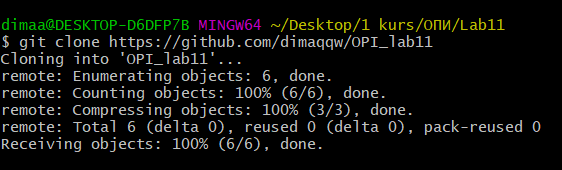 dimaa@DESKTOP-D6DFP7B MINGW64 ~/Desktop/1 kurs/ОПИ/Lab11
$ git clone https://github.com/dimaqqw/OPI_lab11
Cloning into 'OPI_lab11'...
remote: Enumerating objects: 6, done.
remote: Counting objects: 100% (6/6), done.
remote: Compressing objects: 100% (3/3), done.
remote: Total 6 (delta 0), reused 0 (delta 0), pack-reused 0
Receiving objects: 100% (6/6), done.